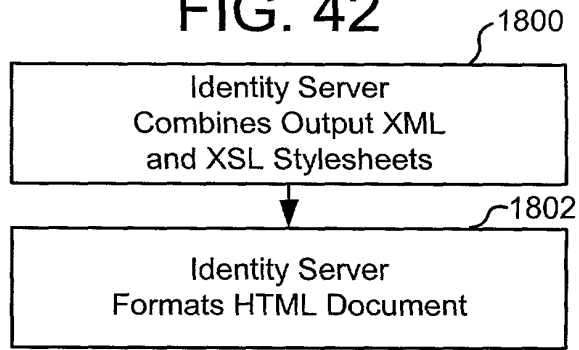 FIG. 42
1800
Identity Server
Combines Output XML
and XSL Stylesheets
1802
Identity Server
Formats HTML Document